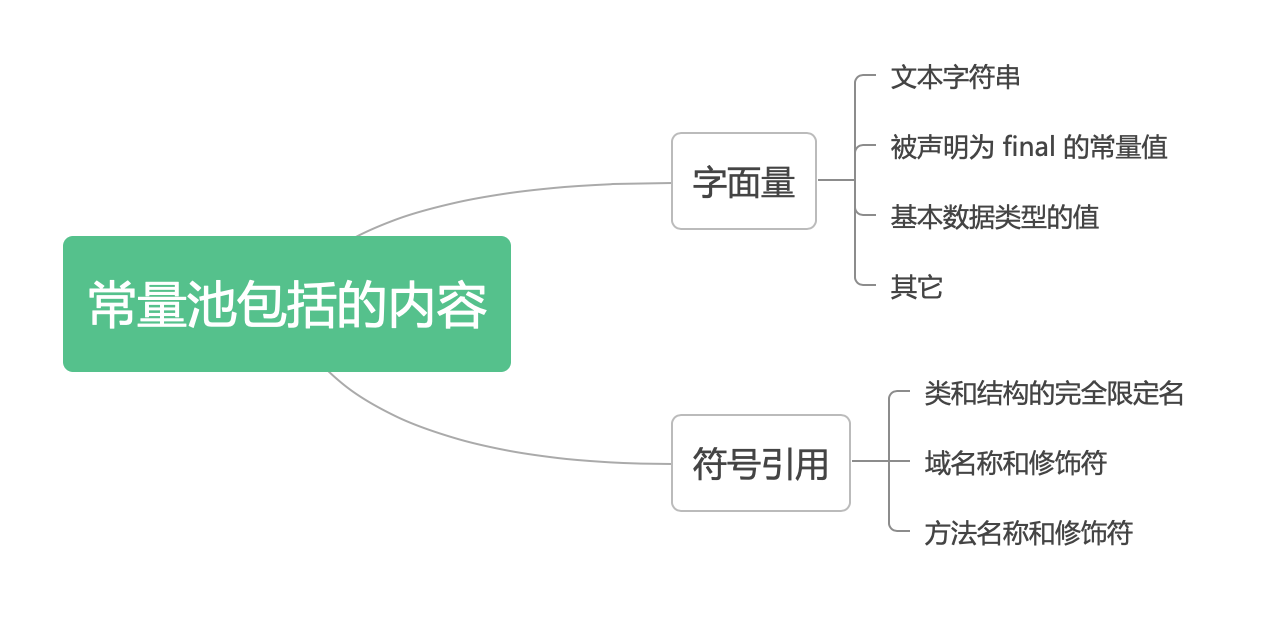 常量池包括的内容
字面量
文本字符串
被声明为 final 的常量值
基本数据类型的值
其它
符号引用
类和结构的完全限定名
域名称和修饰符
方法名称和修饰符